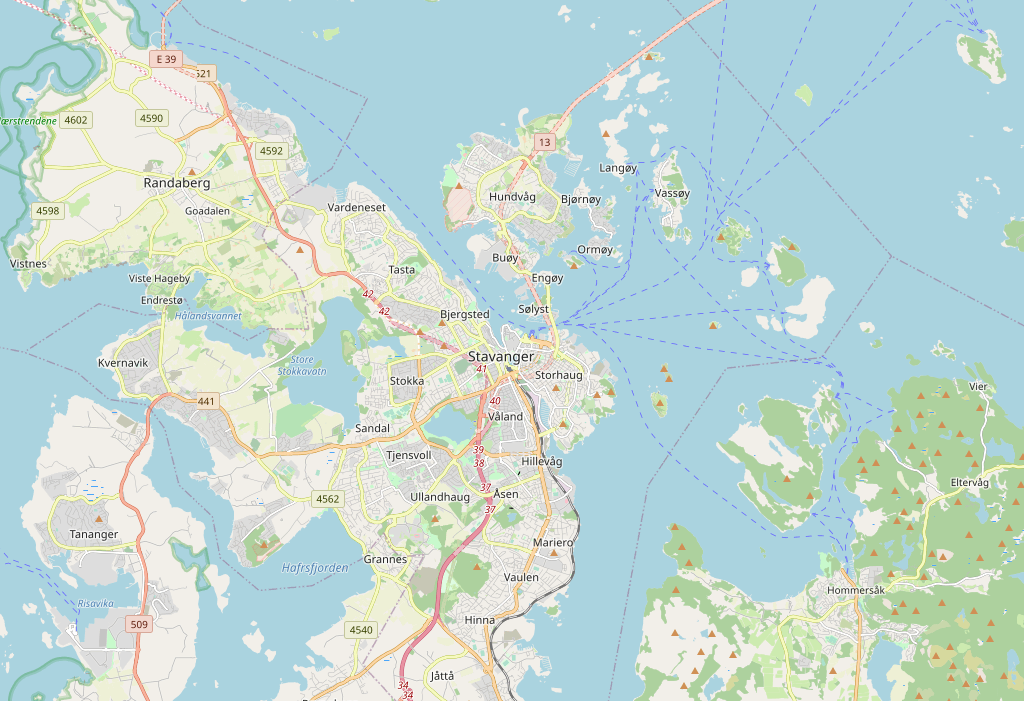 E 39
521
4602
4590
13
4592
Langøy
Randaberg
Vassøy
Hundvåg
Bjørnøy
4598
Goadalen
Vardeneset
Ormøy
Buøy
Vistnes
Tasta
Viste Hageby
Engøy
42
Endrestø
42
Sølyst
Hålandsvannet
Bjergsted
Stavanger
Kvernavik
Store
Stokkavatn
41
Storhaug
Stokka
Vier
441
40
Våland
Sandal
39
Tjensvoll
38
Hillevåg
Eltervåg
37
4562
Ullandhaug
Åsen
37
Tananger
Mariero
Grannes
Hafrsfjorden
Vaulen
Hommersåk
Risavika
509
Hinna
4540
Jåttå
34
34